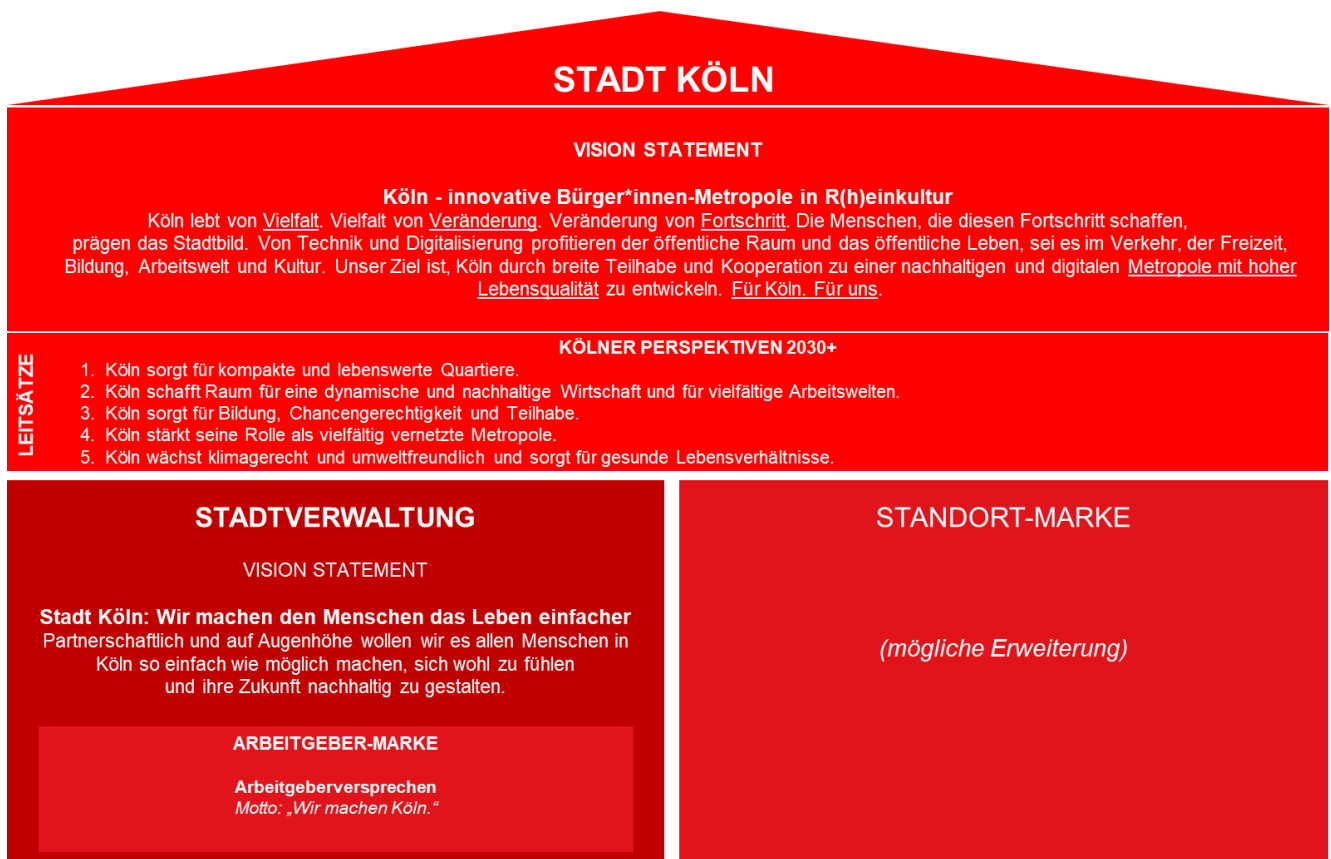 STADT KÖLN
VISION STATEMENT
Köln - innovative Bürger*innen-Metropole in R(h)einkultur
Köln lebt von Vielfalt. Vielfalt von Veränderung. Veränderung von Fortschritt. Die Menschen, die diesen Fortschritt schaffen,
prägen das Stadtbild. Von Technik und Digitalisierung profitieren der öffentliche Raum und das öffentliche Leben, sei es im Verkehr, der Freizeit,
Bildung, Arbeitswelt und Kultur. Unser Ziel ist, Köln durch breite Teilhabe und Kooperation zu einer nachhaltigen und digitalen Metropole mit hoher
Lebensqualität zu entwickeln. Für Köln. Für uns.
LEITSÄTZE
KÖLNER PERSPEKTIVEN 2030+
1. Köln sorgt für kompakte und lebenswerte Quartiere.
2. Köln schafft Raum für eine dynamische und nachhaltige Wirtschaft und für vielfältige Arbeitswelten.
3. Köln sorgt für Bildung, Chancengerechtigkeit und Teilhabe.
4. Köln stärkt seine Rolle als vielfältig vernetzte Metropole.
5. Köln wächst klimagerecht und umweltfreundlich und sorgt für gesunde Lebensverhältnisse.
STADTVERWALTUNG
VISION STATEMENT
Stadt Köln: Wir machen den Menschen das Leben einfacher
Partnerschaftlich und auf Augenhöhe wollen wir es allen Menschen in
Köln so einfach wie möglich machen, sich wohl zu fühlen
und ihre Zukunft nachhaltig zu gestalten.
ARBEITGEBER-MARKE
Arbeitgeberversprechen
Motto: „Wir machen Köln.“
STANDORT-MARKE
(mögliche Erweiterung)